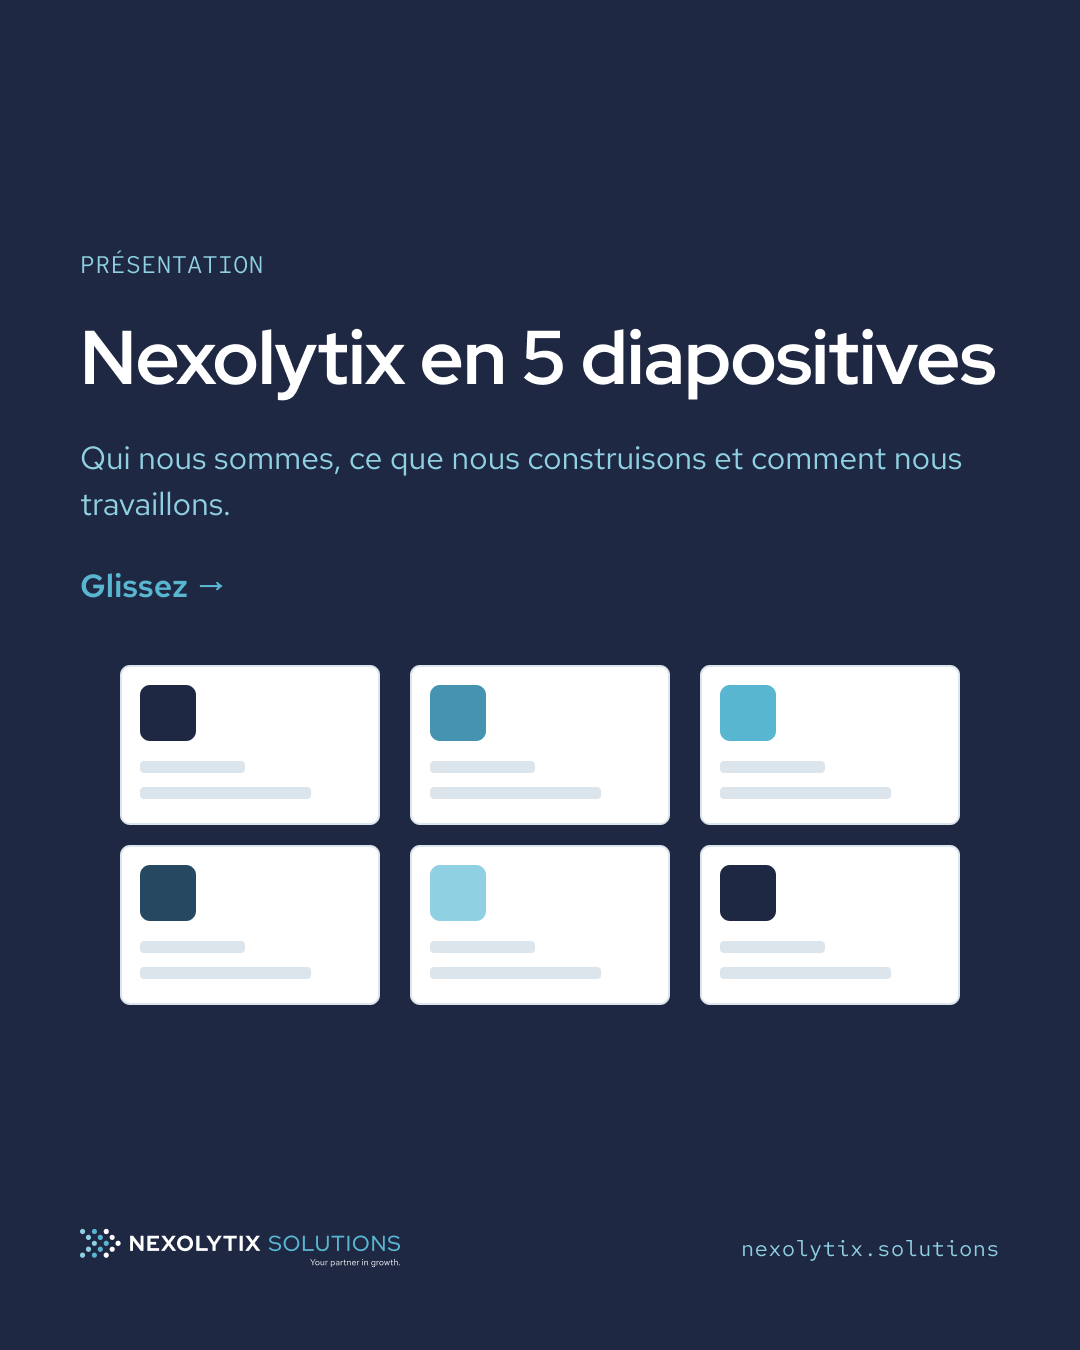 PRÉSENTATION
Nexolytix en 5 diapositives
Qui nous sommes, ce que nous construisons et comment nous
travaillons.
Glissez →
NEXOLYTIX SOLUTIONS
Your partner in growth.
nexolytix.solutions